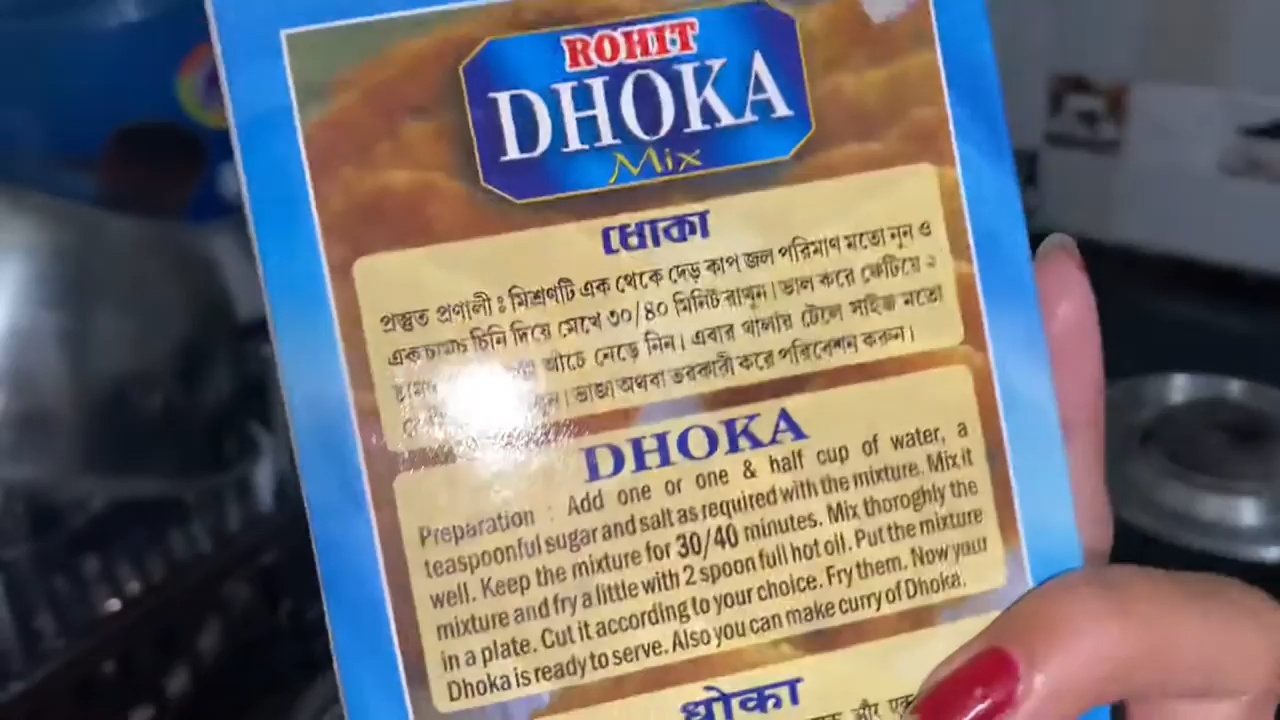 ROHIT
DHOKA
Mix
ধোকা
প্রস্তুত প্রণালী : মিশ্রণটি এক থেকে দেড় কাপ জল পরিমাণ মতো নুন ও
একচামচ চিনি দিয়ে মেখে ৩০/৪০ মিনিট রাখুন। ভাল করে ফেটিয়ে ২
আঁচে নেড়ে নিন। এবার থালায় ঢেলে সাইজ মতো
ভাজা অথবা তরকারী করে পরিবেশন করুন।
DHOKA
Preparation : Add one or one & half cup of water, a
teaspoonful sugar and salt as required with the mixture. Mix it
well. Keep the mixture for 30/40 minutes. Mix thoroghly the
mixture and fry a little with 2 spoon full hot oil. Put the mixture
in a plate. Cut it according to your choice. Fry them. Now your
Dhoka is ready to serve. Also you can make curry of Dhoka.
धोका
और एक